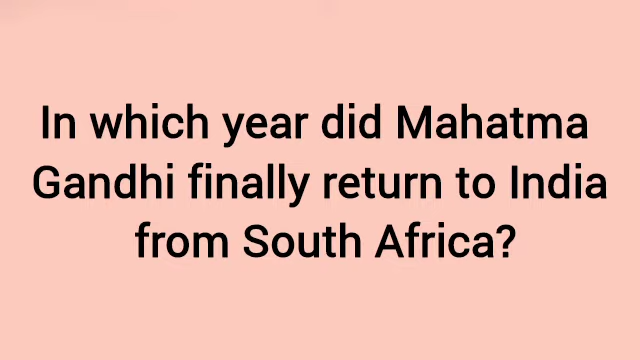 In which year did Mahatma
Gandhi finally return to India
from South Africa?